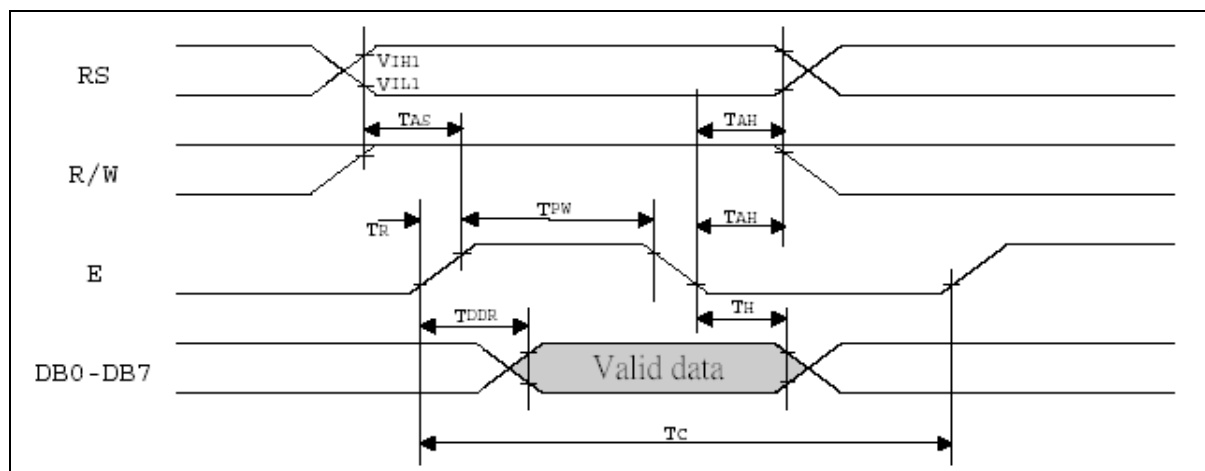 RS
VIH1
VIL1
TAS
TAH
R/W
TPW
TAH
TR
E
TDDR
TH
DB0-DB7
Valid data
TC